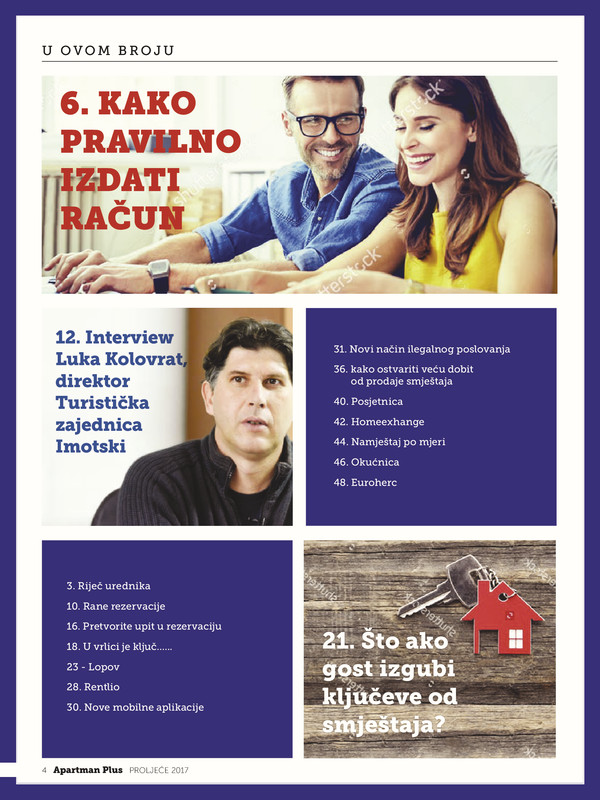 U OVOM BROJU
6. KAKO
PRAVILNO
IZDATI
RAČUN
12. Interview
Luka Kolovrat,
direktor
Turistička
zajednica
Imotski
31. Novi način ilegalnog poslovanja
36. kako ostvariti veću dobit
od prodaje smještaja
40. Posjetnica
42. Homeexhange
44. Namještaj po mjeri
46. Okućnica
48. Euroherc
3. Riječ urednika
10. Rane rezervacije
16. Pretvorite upit u rezervaciju
18. U vrlici je ključ......
23 - Lopov
28. Rentlio
30. Nove mobilne aplikacije
21. Što ako
gost izgubi
ključeve od
smještaja?
4 Apartman Plus PROLJEĆE 2017